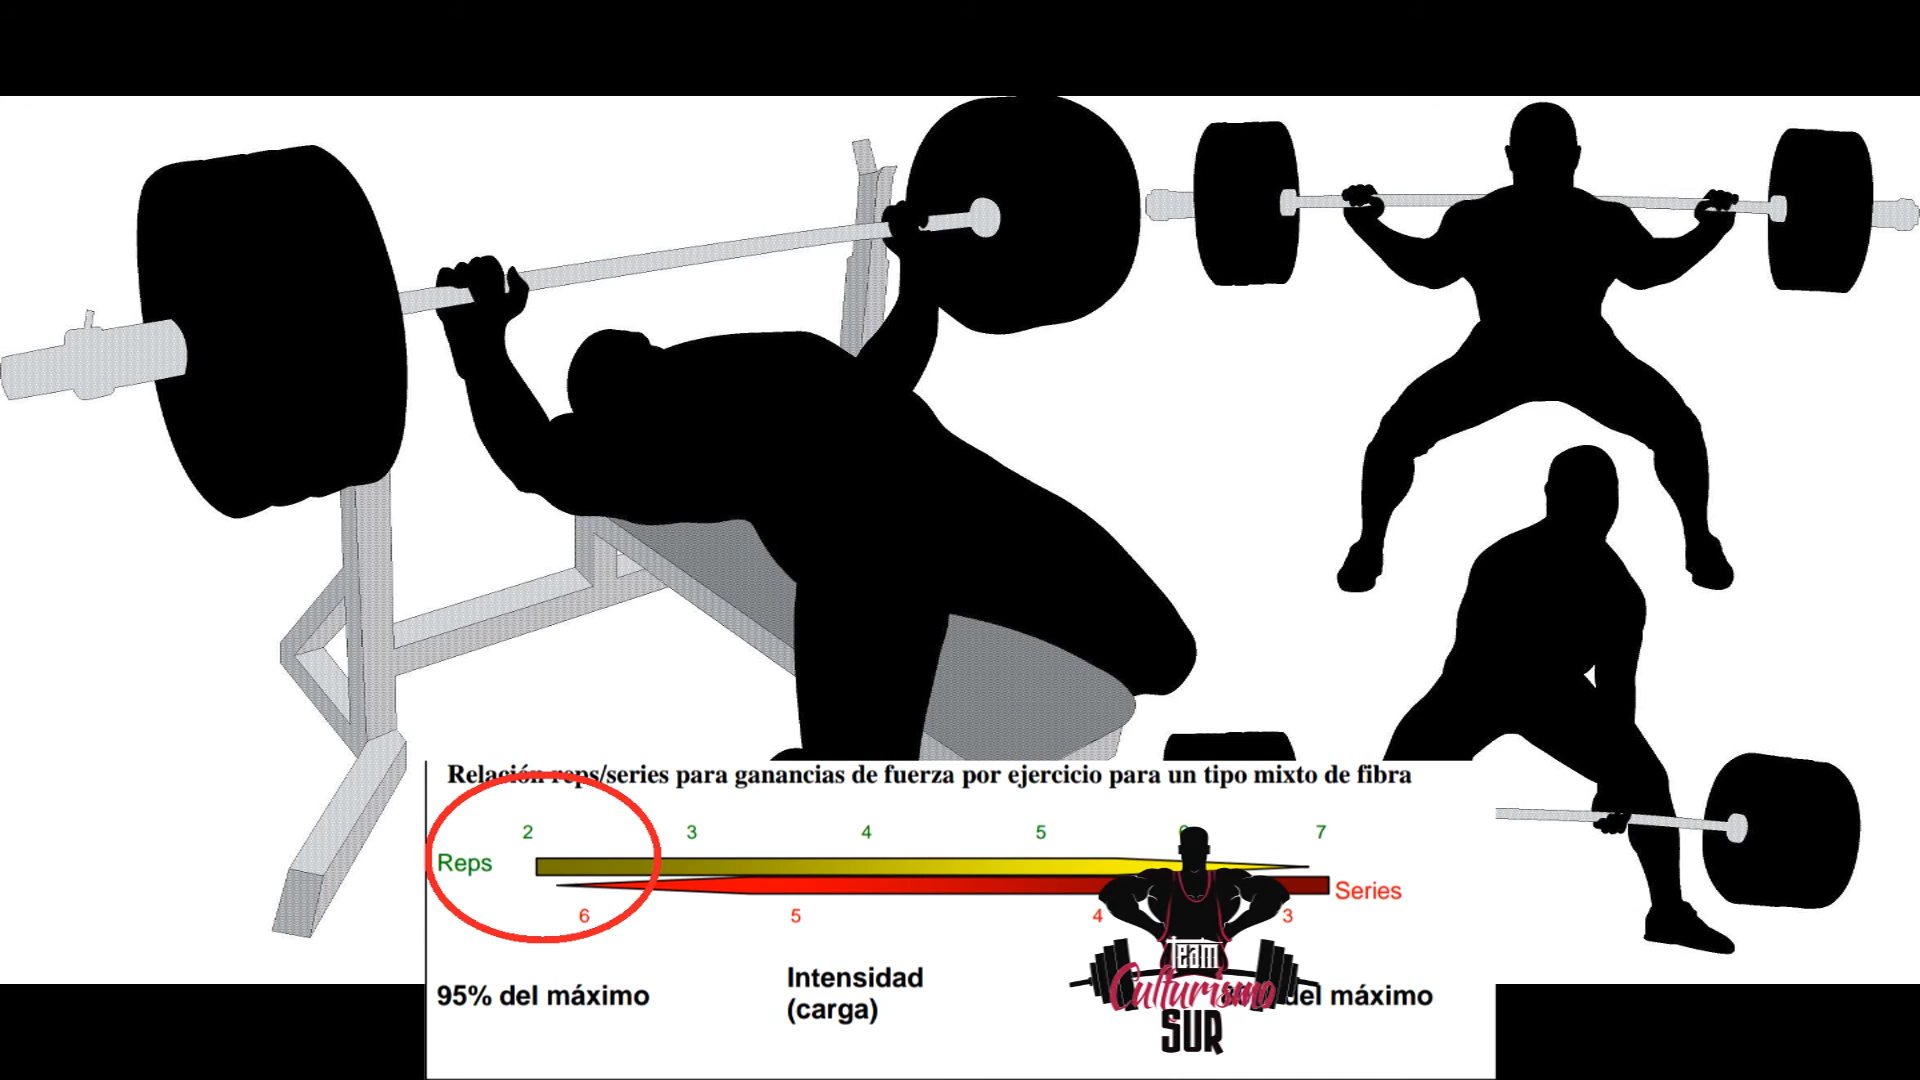 Relación reps/series para ganancias de fuerza por ejercicio para un tipo mixto de fibra
2 3 4 5 6 7
Reps
Series
6 5 4 3
95% del máximo
Intensidad
(carga)
del máximo
Team
Culturismo
SUR